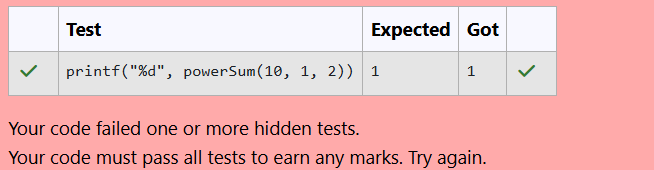 Test Expected Got
printf("%d", powerSum(10, 1, 2)) 1 1
Your code failed one or more hidden tests.
Your code must pass all tests to earn any marks. Try again.